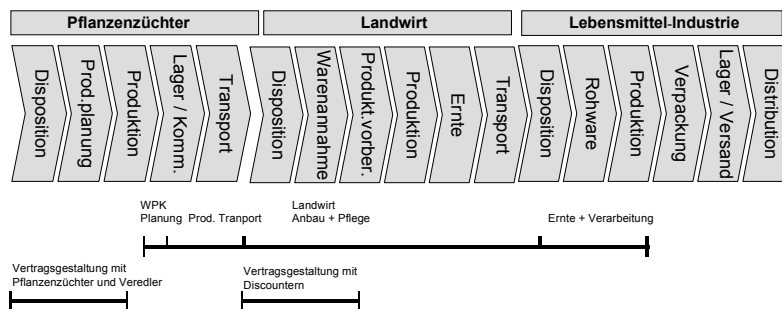 Pflanzenzüchter
Landwirt
Lebensmittel-Industrie
Disposition
Prod.planung
Produktion
Lager / Komm.
Transport
Disposition
Warenannahme
Produkt.vorber.
Produktion
Ernte
Transport
Disposition
Rohware
Produktion
Verpackung
Lager / Versand
Distribution
WPK
Planung
Prod. Tranport
Landwirt
Anbau + Pflege
Ernte + Verarbeitung
Vertragsgestaltung mit
Pflanzenzüchter und Veredler
Vertragsgestaltung mit
Discountern